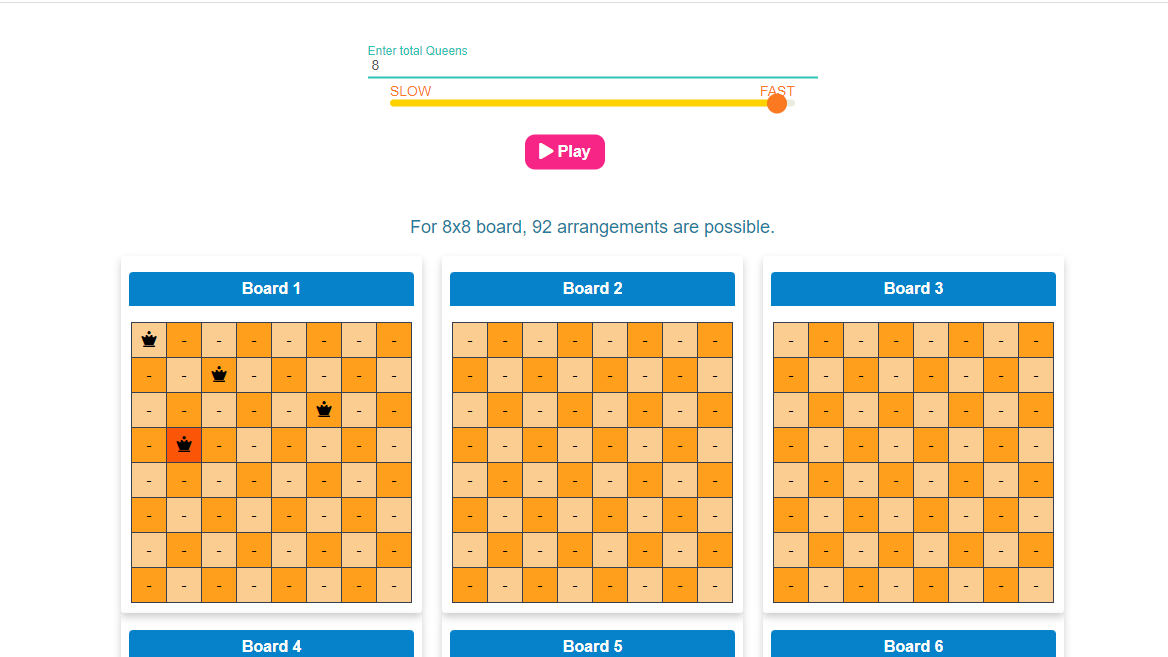 Enter total Queens
8
SLOW FAST
Play
For 8x8 board, 92 arrangements are possible.
Board 1 Board 2 Board 3
- - - - - - - - - - - - - - - - - - - - - - -
- - - - - - - - - - - - - - - - - - - - - - -
- - - - - - - - - - - - - - - - - - - - - - -
- - - - - - - - - - - - - - - - - - - - - - -
- - - - - - - - - - - - - - - - - - - - - - - -
- - - - - - - - - - - - - - - - - - - - - - - -
- - - - - - - - - - - - - - - - - - - - - - - -
- - - - - - - - - - - - - - - - - - - - - - - -
Board 4 Board 5 Board 6